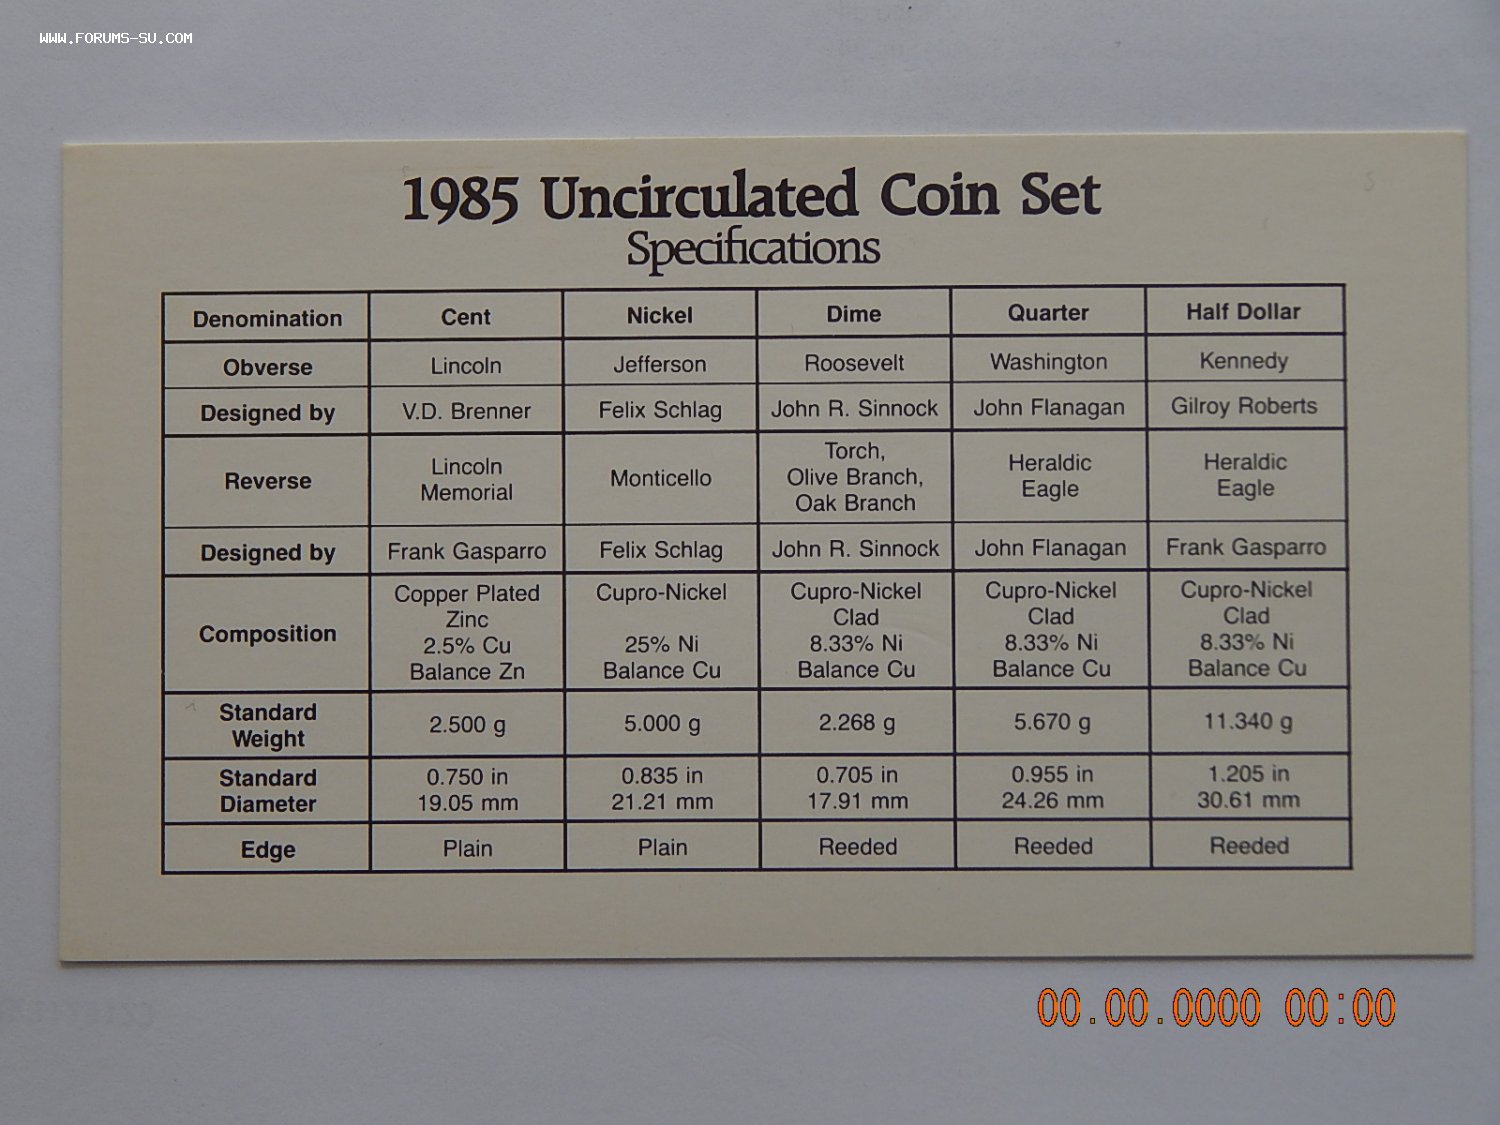 WWW.FORUMS-SU.COM
1985 Uncirculated Coin Set
Specifications
Denomination Cent Nickel Dime Quarter Half Dollar
Obverse Lincoln Jefferson Roosevelt Washington Kennedy
Designed by V.D. Brenner Felix Schlag John R. Sinnock John Flanagan Gilroy Roberts
Reverse Lincoln Memorial Monticello Torch, Olive Branch, Oak Branch Heraldic Eagle Heraldic Eagle
Designed by Frank Gasparro Felix Schlag John R. Sinnock John Flanagan Frank Gasparro
Composition Copper Plated Zinc 2.5% Cu Balance Zn Cupro-Nickel 25% Ni Balance Cu Cupro-Nickel Clad 8.33% Ni Balance Cu Cupro-Nickel Clad 8.33% Ni Balance Cu Cupro-Nickel Clad 8.33% Ni Balance Cu
Standard Weight 2.500 g 5.000 g 2.268 g 5.670 g 11.340 g
Standard Diameter 0.750 in 19.05 mm 0.835 in 21.21 mm 0.705 in 17.91 mm 0.955 in 24.26 mm 1.205 in 30.61 mm
Edge Plain Plain Reeded Reeded Reeded
00.00.0000 00:00